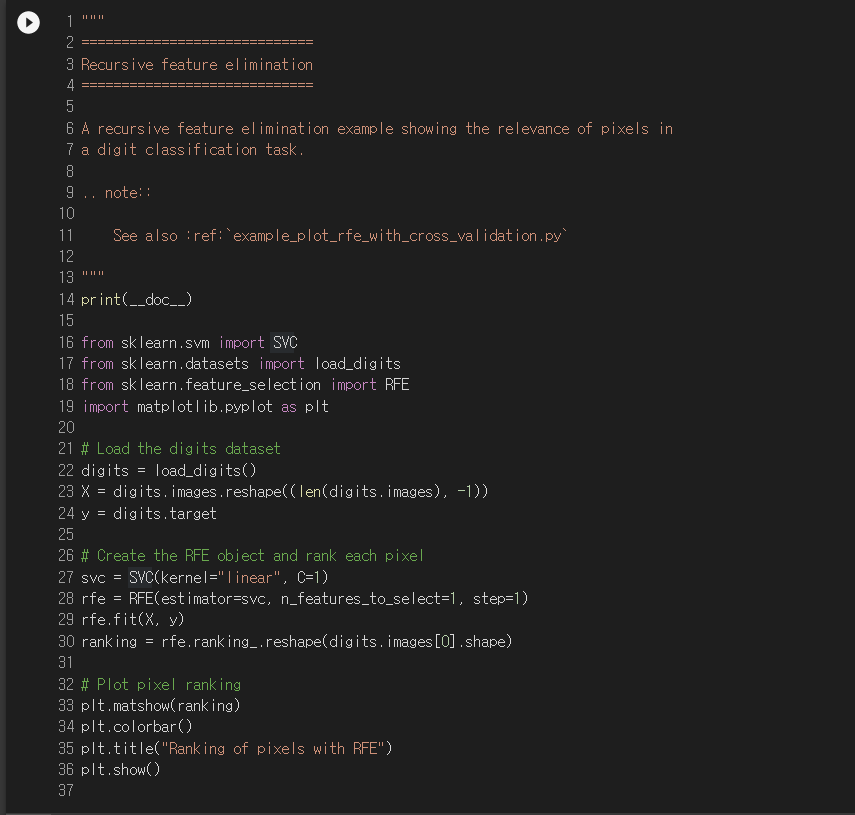 1 """
2 =============================
3 Recursive feature elimination
4 =============================
5
6 A recursive feature elimination example showing the relevance of pixels in
7 a digit classification task.
8
9 .. note::
10
11     See also :ref:`example_plot_rfe_with_cross_validation.py`
12
13 """
14 print(__doc__)
15
16 from sklearn.svm import SVC
17 from sklearn.datasets import load_digits
18 from sklearn.feature_selection import RFE
19 import matplotlib.pyplot as plt
20
21 # Load the digits dataset
22 digits = load_digits()
23 X = digits.images.reshape((len(digits.images), -1))
24 y = digits.target
25
26 # Create the RFE object and rank each pixel
27 svc = SVC(kernel="linear", C=1)
28 rfe = RFE(estimator=svc, n_features_to_select=1, step=1)
29 rfe.fit(X, y)
30 ranking = rfe.ranking_.reshape(digits.images[0].shape)
31
32 # Plot pixel ranking
33 plt.matshow(ranking)
34 plt.colorbar()
35 plt.title("Ranking of pixels with RFE")
36 plt.show()
37